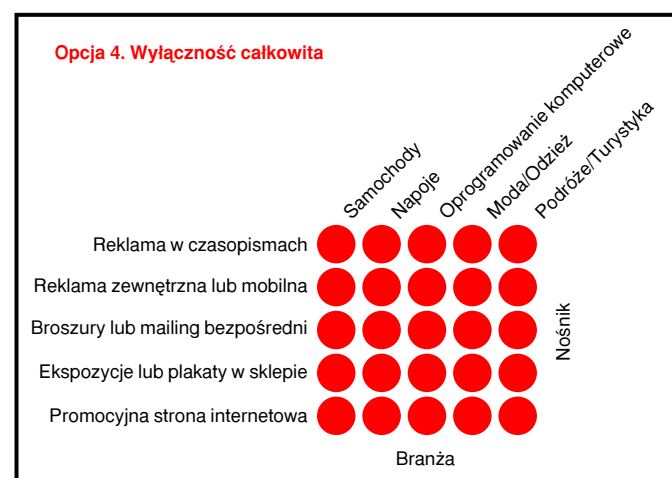 Opcja 4. Wyłączność całkowita
Samochody
Napoje
Oprogramowanie komputerowe
Moda/Odzież
Podróże/Turystyka
Reklama w czasopismach
Reklama zewnętrzna lub mobilna
Broszury lub mailing bezpośredni
Ekspozycje lub plakaty w sklepie
Promocyjna strona internetowa
Nośnik
Branża